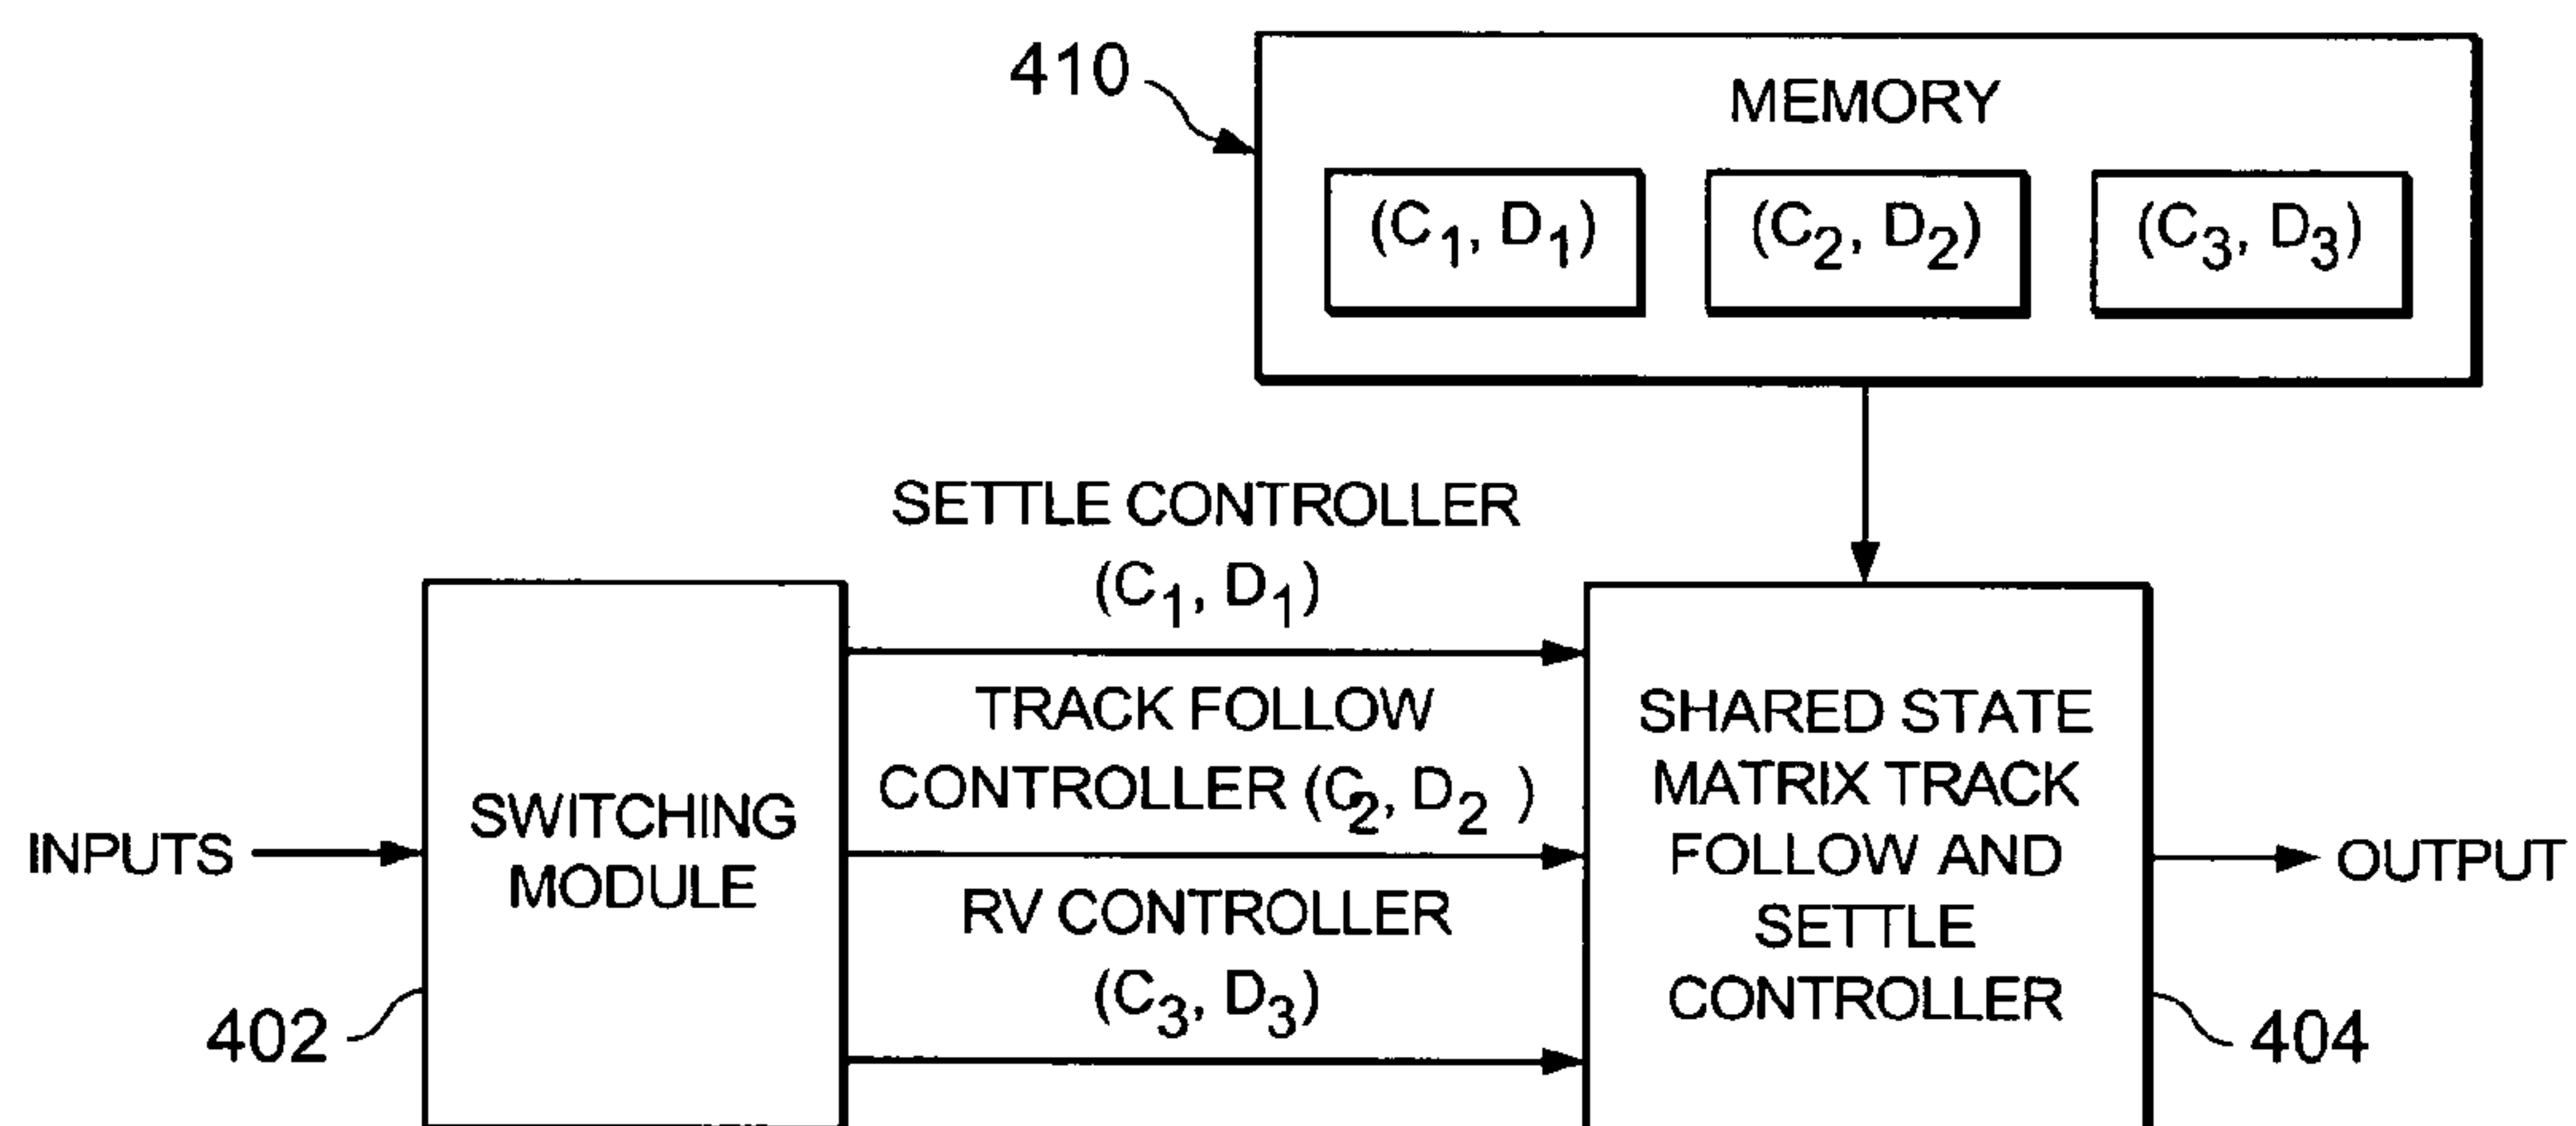 410
MEMORY
(C1, D1) (C2, D2) (C3, D3)
SETTLE CONTROLLER
(C1, D1)
TRACK FOLLOW
CONTROLLER (C2, D2 )
RV CONTROLLER
(C3, D3)
INPUTS
SWITCHING
MODULE
402
SHARED STATE
MATRIX TRACK
FOLLOW AND
SETTLE
CONTROLLER
OUTPUT
404